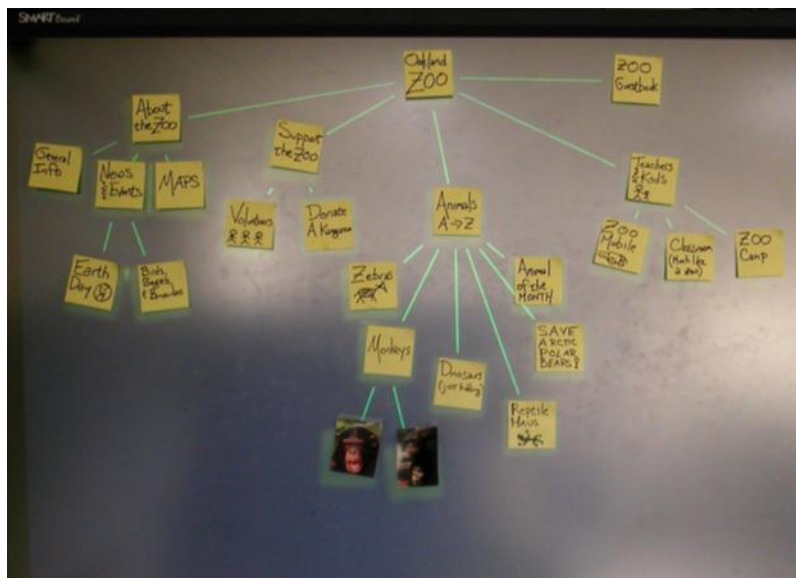 SMART Board
Oakland
ZOO
ZOO
Guestbook
About
the ZOO
Support
the ZOO
Teachers
& Kids
General
Info
News
& Events
MAPS
Volunteers
Donate
A Kangaroo
Animals
A→Z
ZOO
Mobile
Classroom
ZOO
Camp
Earth
Day
Birds,
&
Zebras
Animal
of the
MONTH
Monkeys
Dinosaurs
(just kidding)
SAVE
ARCTIC
POLAR
BEARS!
Reptile
HAUS